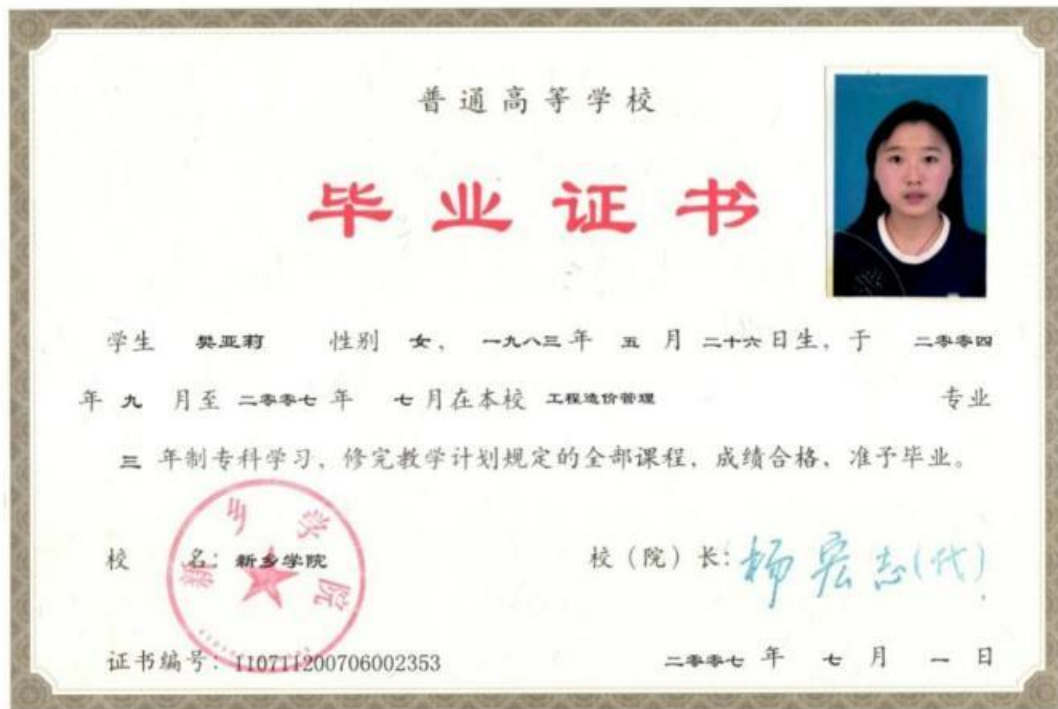 普通高等学校
毕业证书
学生 樊亚莉 性别 女、一九八三年 五 月 二十六日生，于 二零零四
年 九 月至 二零零七 年 七 月在本校 工程造价管理 专业
三 年制专科学习，修完教学计划规定的全部课程，成绩合格，准予毕业。
校 名：新乡学院 校（院）长：杨宏志(代)
新乡学院
证书编号：110711200706002353 二零零七 年 七 月 一 日